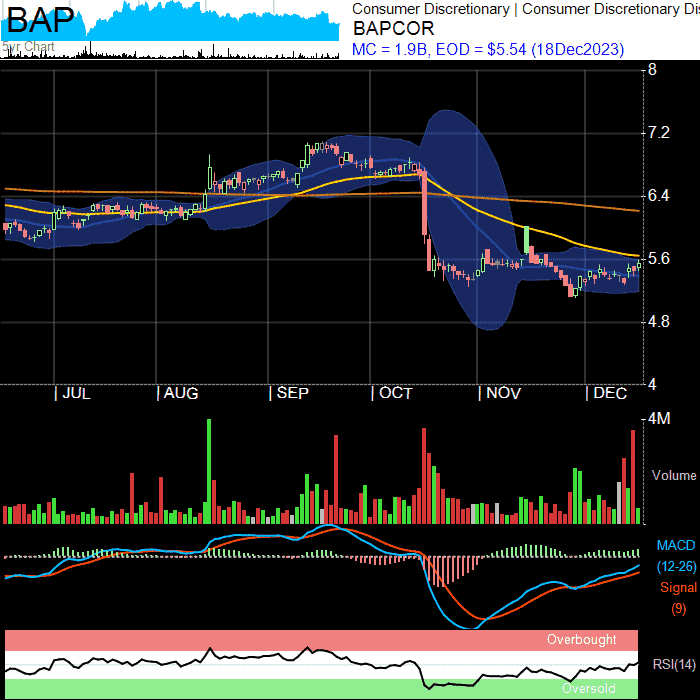 BAP
5yr Chart
Consumer Discretionary | Consumer Discretionary Dis
BAPCOR
MC = 1.9B, EOD = $5.54 (18Dec2023)
8
7.2
6.4
5.6
4.8
4
JUL AUG SEP OCT NOV DEC
4M
Volume
MACD
(12-26)
Signal
(9)
Overbought
RSI(14)
Oversold